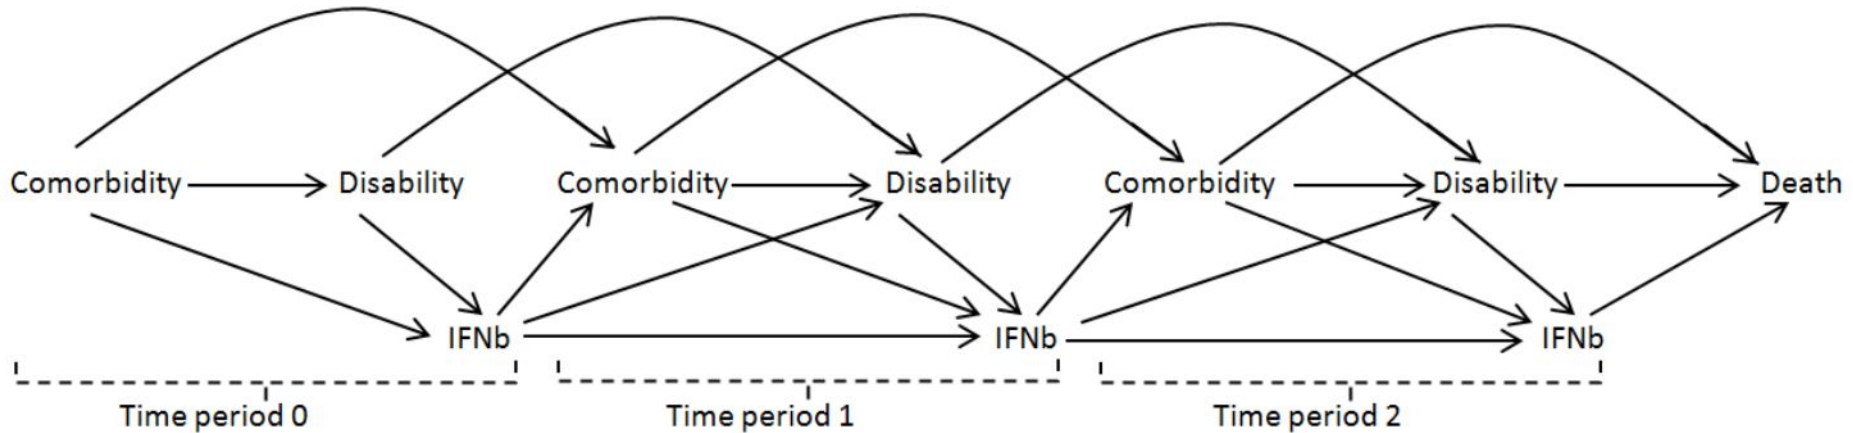 Comorbidity Disability Comorbidity Disability Comorbidity Disability Death
IFNb IFNb IFNb
Time period 0 Time period 1 Time period 2